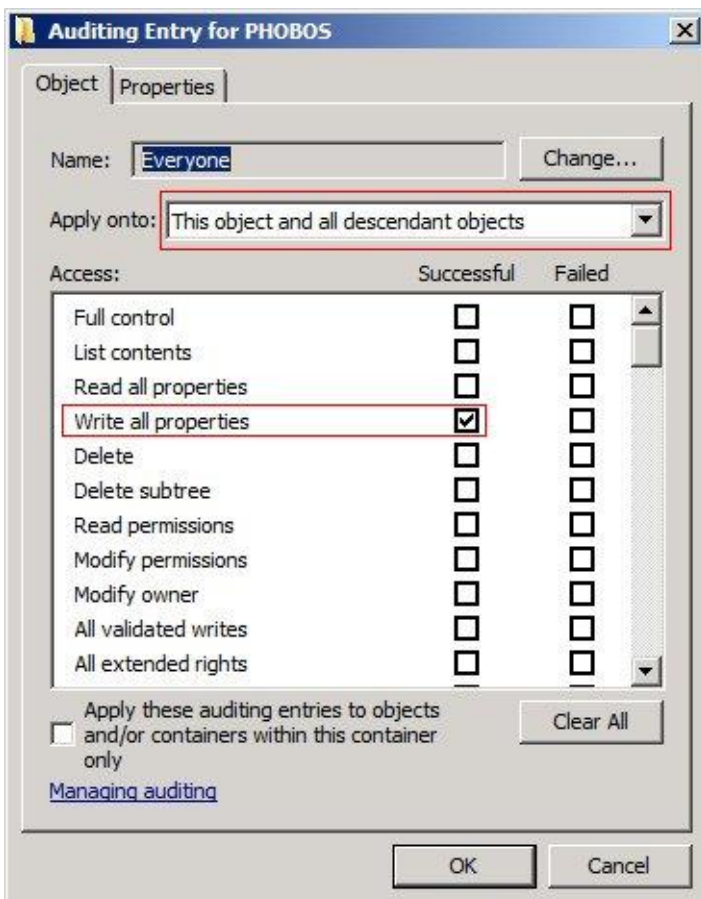 Auditing Entry for PHOBOS
Object Properties
Name: Everyone Change...
Apply onto: This object and all descendant objects
Access: Successful Failed
Full control
List contents
Read all properties
Write all properties
Delete
Delete subtree
Read permissions
Modify permissions
Modify owner
All validated writes
All extended rights
Apply these auditing entries to objects
and/or containers within this container
only
Clear All
Managing auditing
OK Cancel